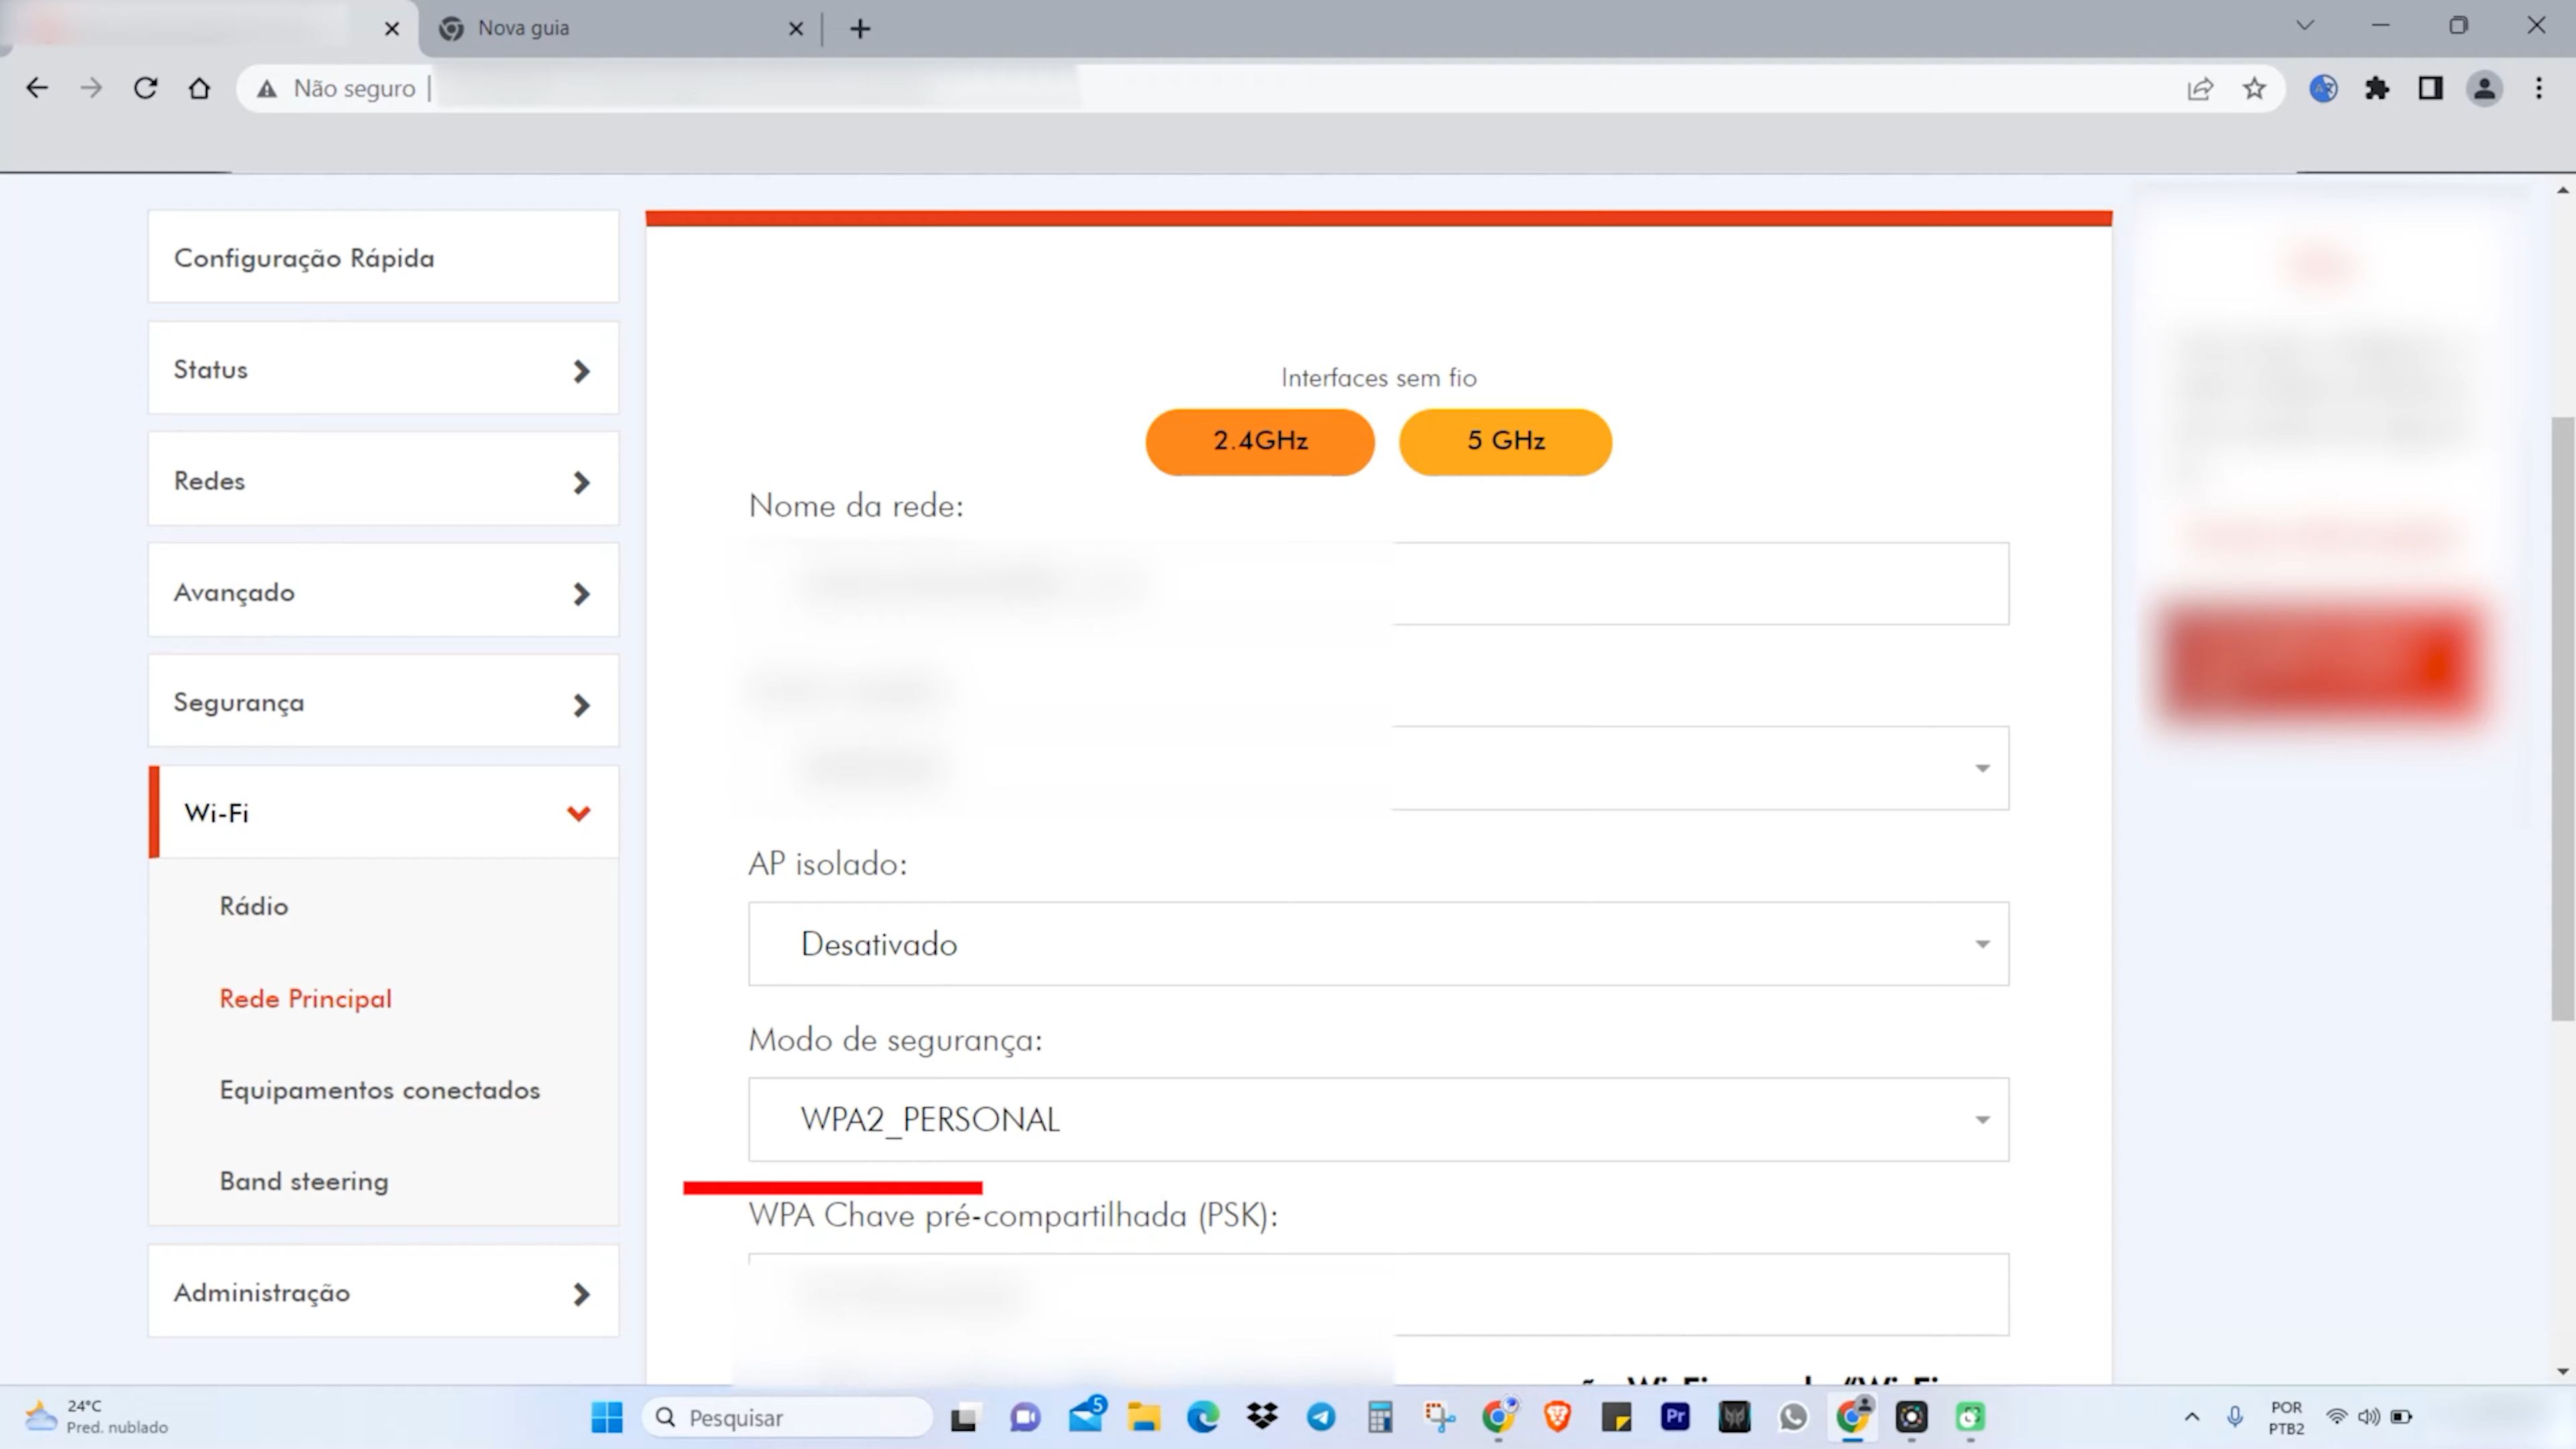 Nova guia
Não seguro
Configuração Rápida
Status
Redes
Avançado
Segurança
Wi-Fi
Rádio
Rede Principal
Equipamentos conectados
Band steering
Administração
Interfaces sem fio
2.4GHz
5 GHz
Nome da rede:
AP isolado:
Desativado
Modo de segurança:
WPA2_PERSONAL
WPA Chave pré-compartilhada (PSK):
24°C
Pred. nublado
Pesquisar
5
Pr
POR
PTB2